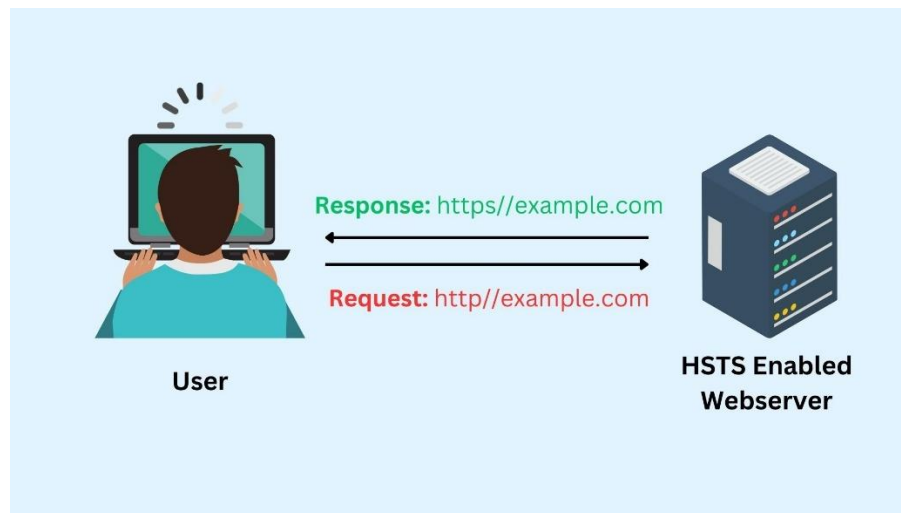 Response: https//example.com
Request: http//example.com
User
HSTS Enabled
Webserver